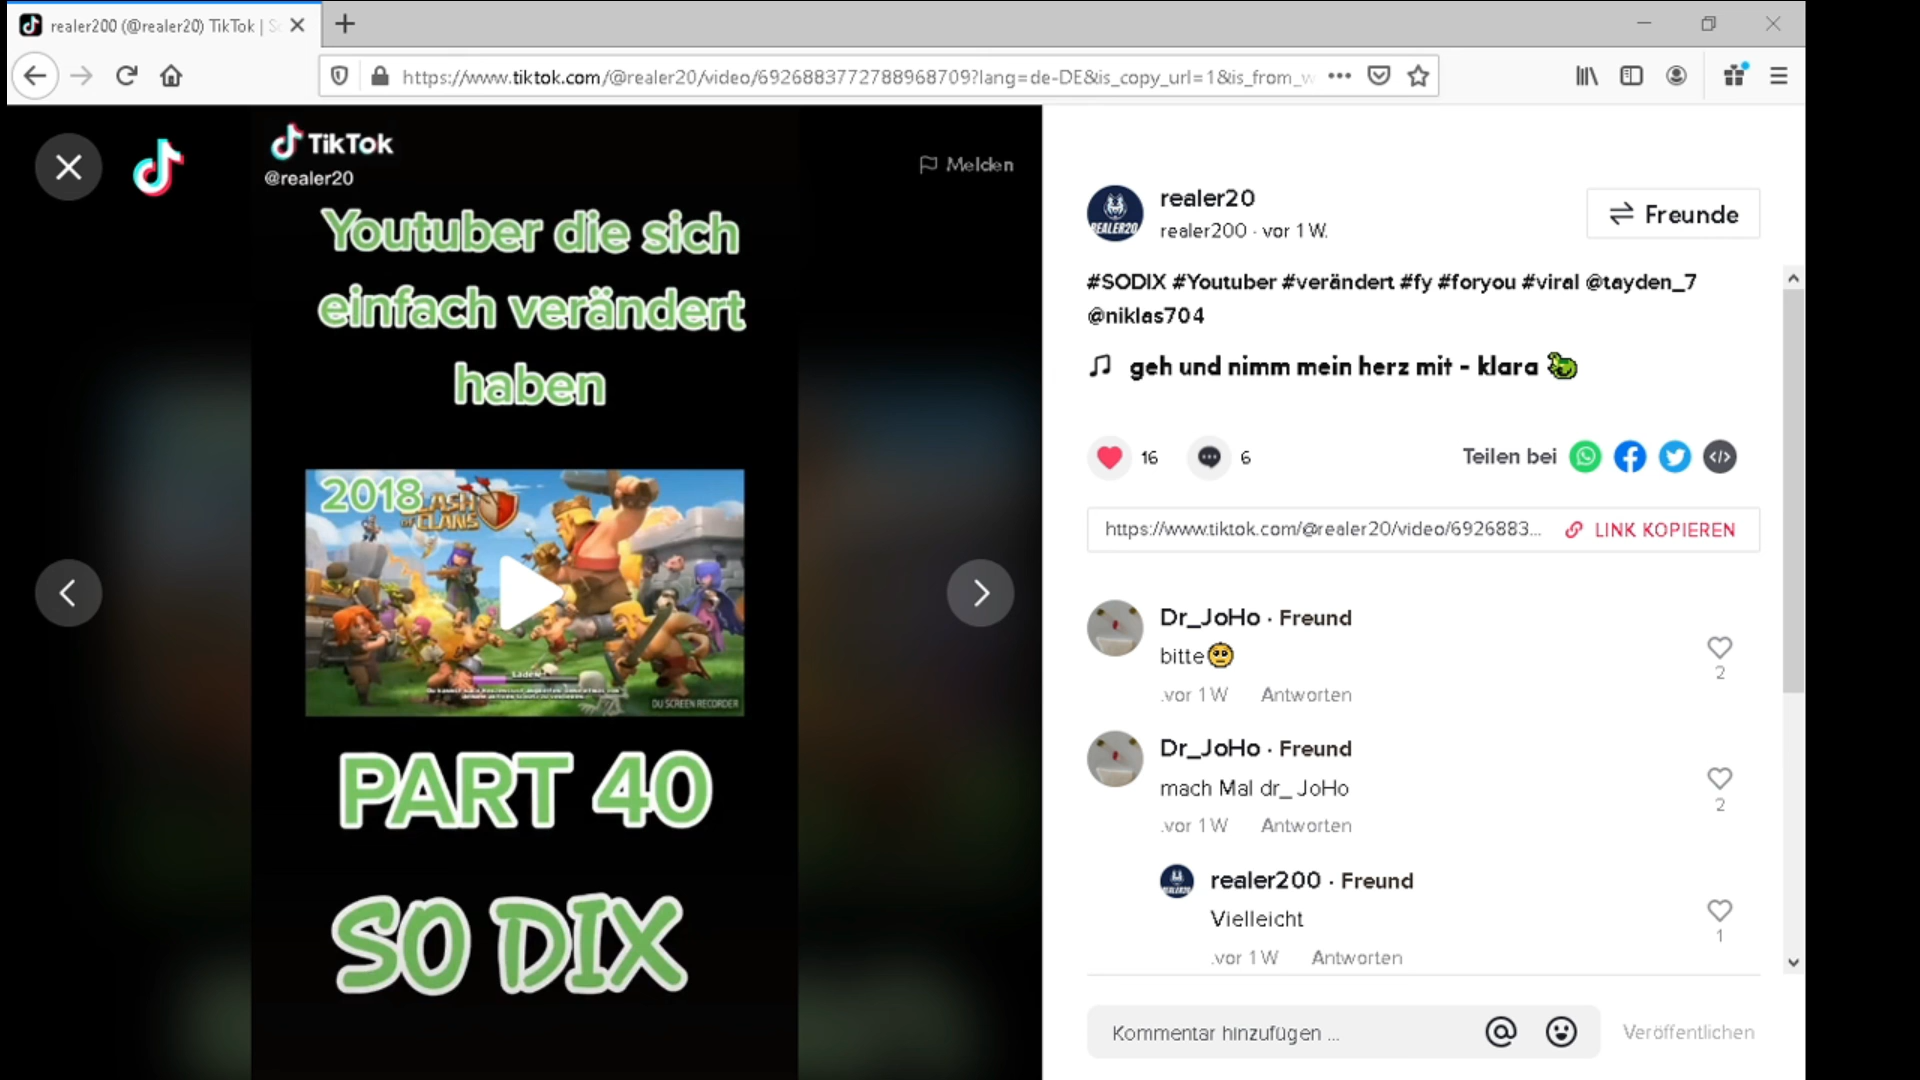 realer200 (@realer20) TikTok |
https://www.tiktok.com/@realer20/video/6926883772788968709?lang=de-DE&is_copy_url=1&is_from_w
TikTok
@realer20
Melden
Youtuber die sich
einfach verändert
haben
2018
CLASH
OF CLANS
DU SCREEN RECORDER
PART 40
SO DIX
REALER20
realer20
realer200 · vor 1 W.
Freunde
#SODIX #Youtuber #verändert #fy #foryou #viral @tayden_7
@niklas704
geh und nimm mein herz mit - klara
16
6
Teilen bei
https://www.tiktok.com/@realer20/video/6926883...
LINK KOPIEREN
Dr_JoHo · Freund
bitte
2
.vor 1 W Antworten
Dr_JoHo · Freund
mach Mal dr_ JoHo
2
.vor 1 W Antworten
realer200 · Freund
Vielleicht
1
.vor 1 W Antworten
Kommentar hinzufügen ...
Veröffentlichen